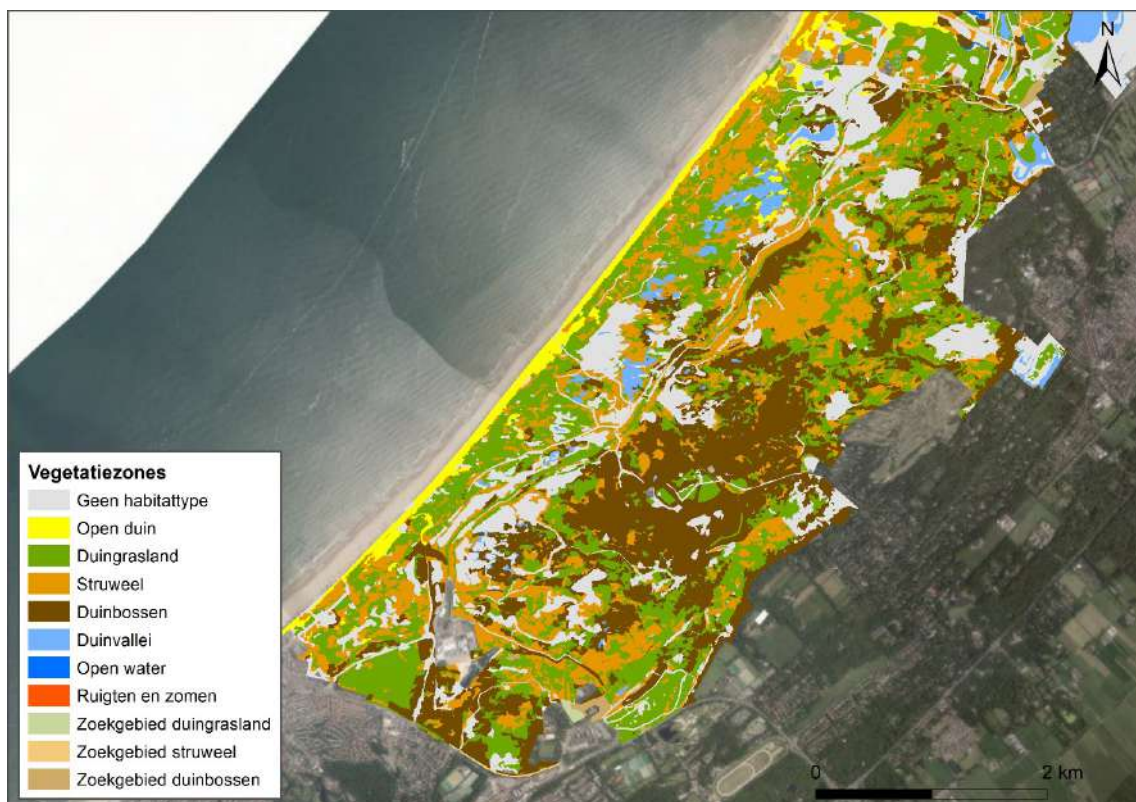 N
Vegetatiezones
Geen habitattype
Open duin
Duingrasland
Struweel
Duinbossen
Duinvallei
Open water
Ruigten en zomen
Zoekgebied duingrasland
Zoekgebied struweel
Zoekgebied duinbossen
0 2 km